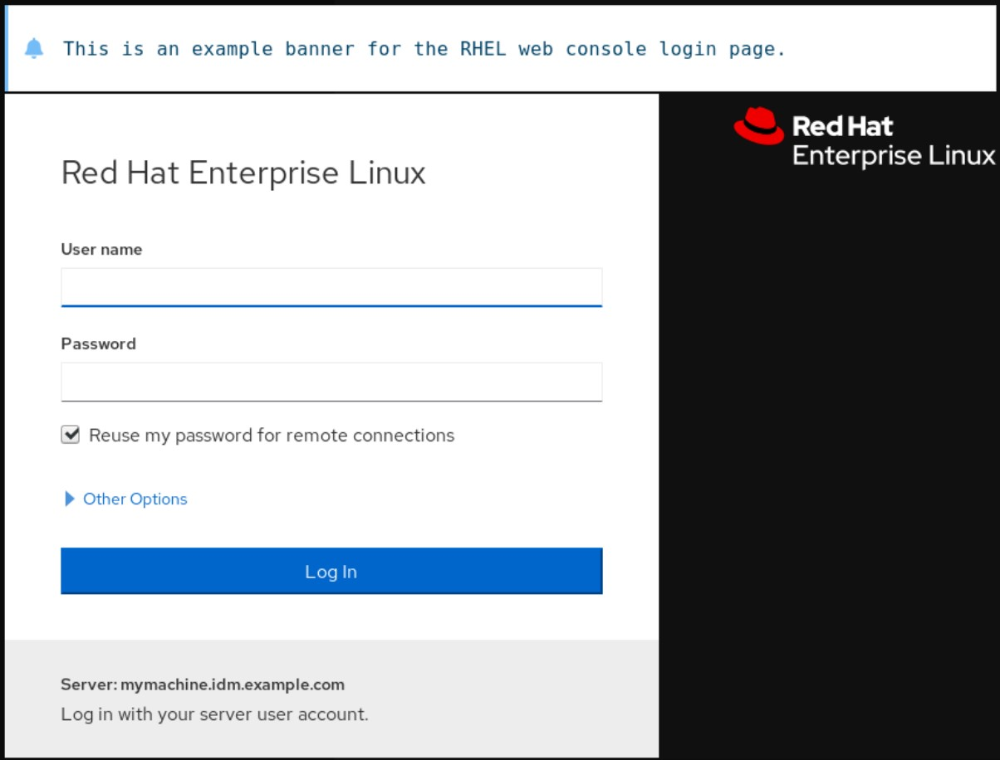 This is an example banner for the RHEL web console login page.
Red Hat
Enterprise Linux
Red Hat Enterprise Linux
User name
Password
Reuse my password for remote connections
Other Options
Log In
Server: mymachine.idm.example.com
Log in with your server user account.